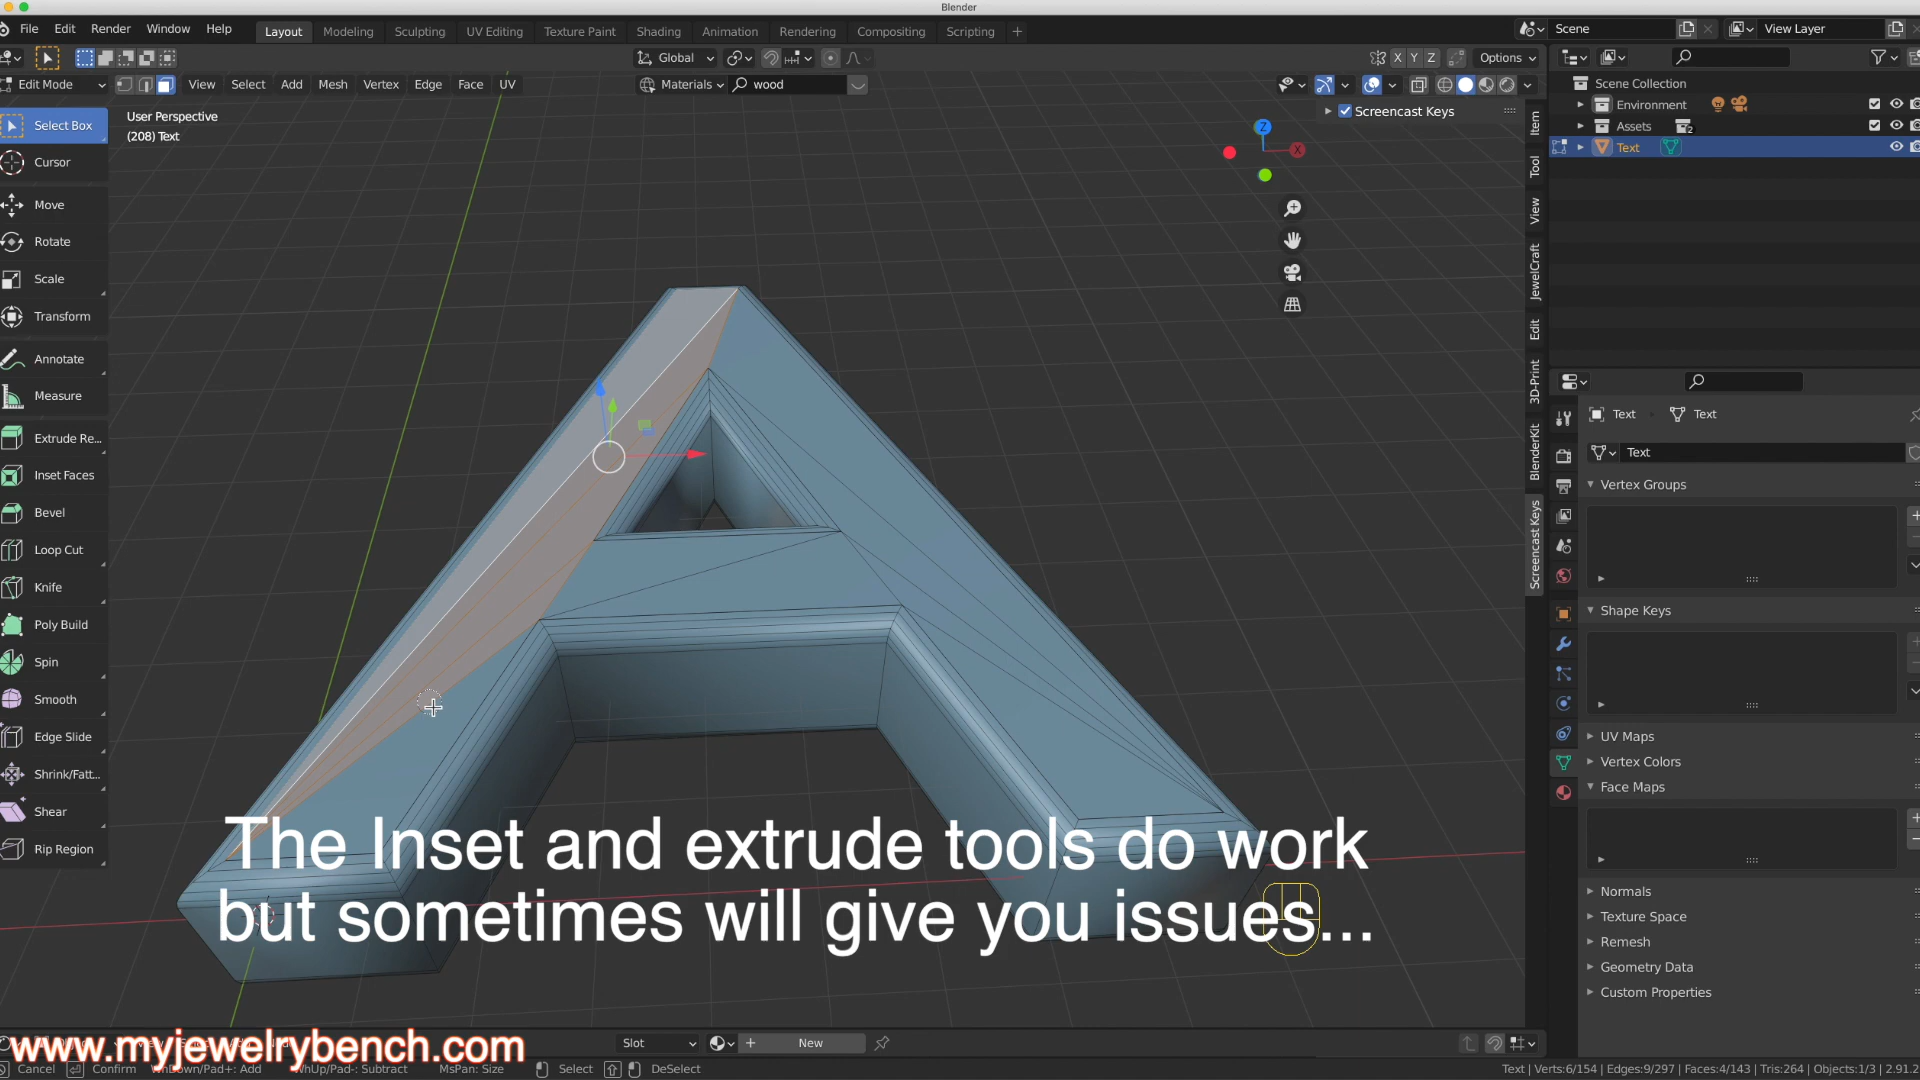 Blender
File Edit Render Window Help
Layout Modeling Sculpting UV Editing Texture Paint Shading Animation Rendering Compositing Scripting +
Scene
View Layer
Global
X Y Z
Options
Edit Mode
View Select Add Mesh Vertex Edge Face UV
Materials
wood
User Perspective
(208) Text
Screencast Keys
Z
X
Select Box
Cursor
Move
Rotate
Scale
Transform
Annotate
Measure
Extrude Re...
Inset Faces
Bevel
Loop Cut
Knife
Poly Build
Spin
Smooth
Edge Slide
Shrink/Fatt...
Shear
Rip Region
Item
Tool
View
JewelCraft
Edit
3D-Print
BlenderKit
Screencast Keys
Scene Collection
Environment
Assets
2
Text
Text
Text
Text
Vertex Groups
Shape Keys
UV Maps
Vertex Colors
Face Maps
Normals
Texture Space
Remesh
Geometry Data
Custom Properties
The Inset and extrude tools do work
but sometimes will give you issues...
www.myjewelrybench.com
Slot
+ New
Cancel Confirm WhDown/Pad+: Add WhUp/Pad-: Subtract MsPan: Size Select DeSelect
Text | Verts:6/154 | Edges:9/297 | Faces:4/143 | Tris:264 | Objects:1/3 | 2.91.2